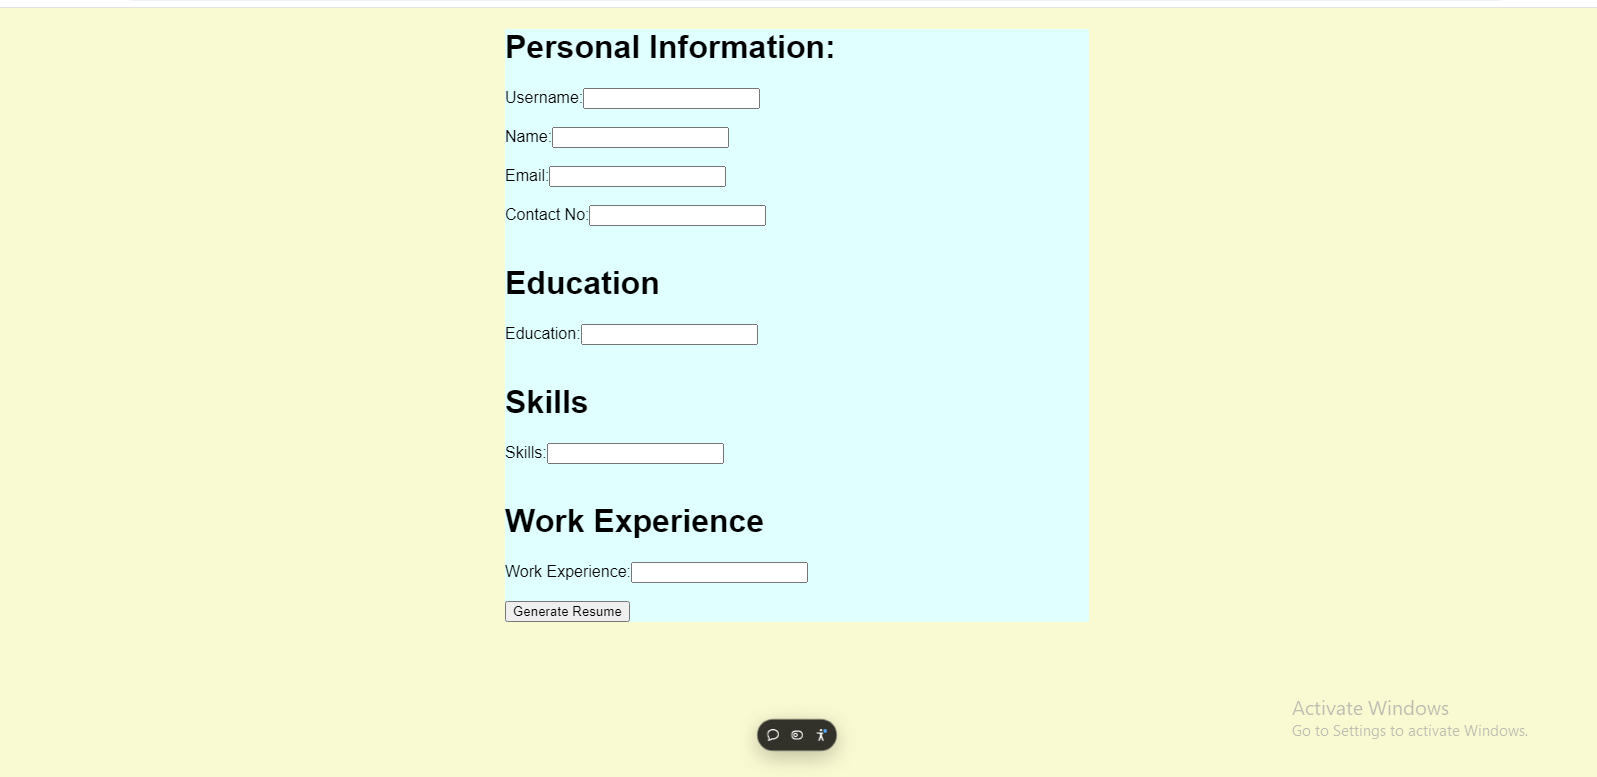 Personal Information:
Username:
Name:
Email:
Contact No:
Education
Education:
Skills
Skills:
Work Experience
Work Experience:
Generate Resume
Activate Windows
Go to Settings to activate Windows.